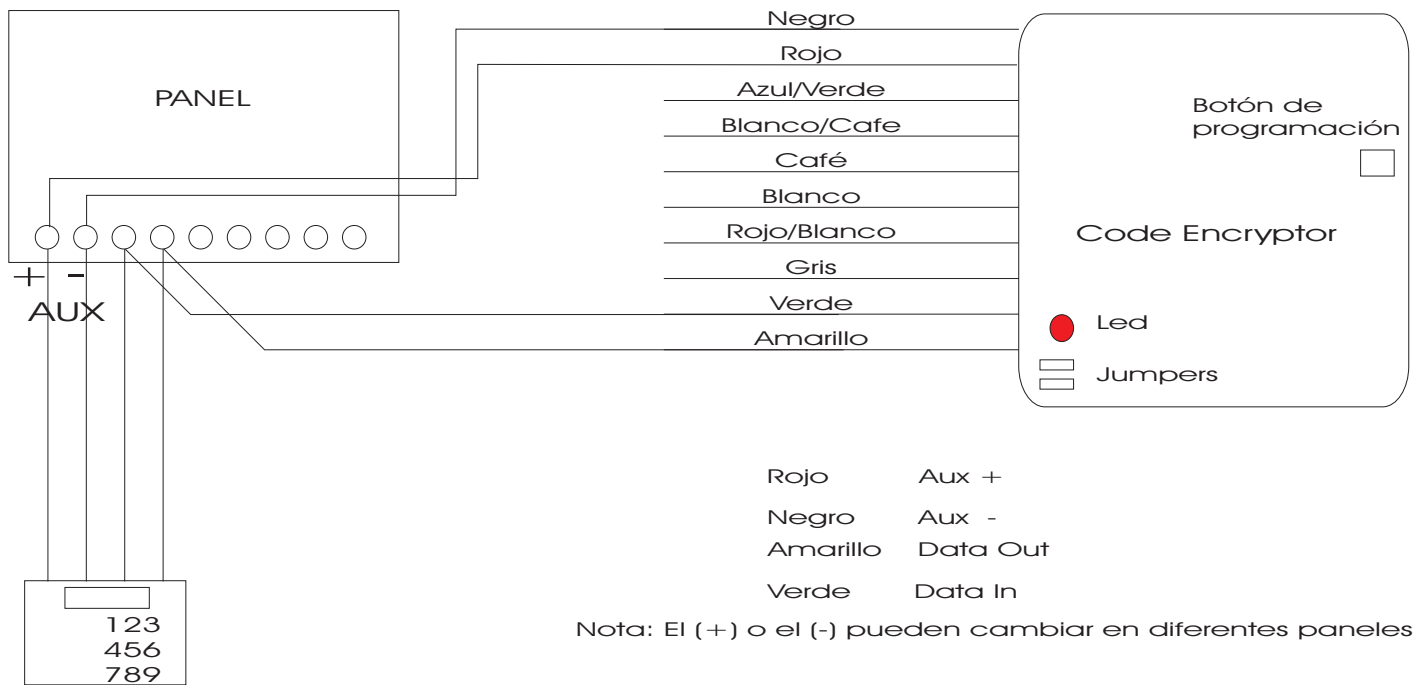 PANEL
+ -
AUX
123
456
789
Negro
Rojo
Azul/Verde
Blanco/Cafe
Café
Blanco
Rojo/Blanco
Gris
Verde
Amarillo
Botón de
programación
Code Encryptor
Led
Jumpers
Rojo Aux +
Negro Aux -
Amarillo Data Out
Verde Data In
Nota: El (+) o el (-) pueden cambiar en diferentes paneles